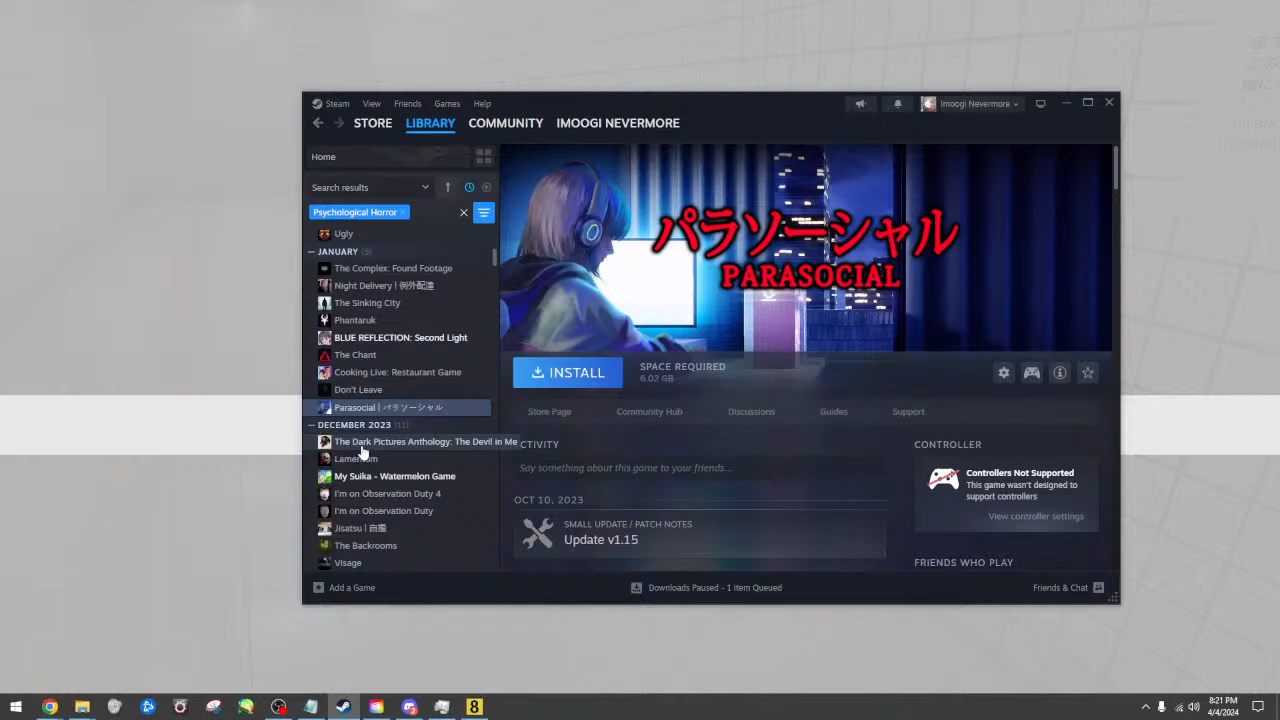 Steam View Friends Games Help
Imoogi Nevermore
STORE LIBRARY COMMUNITY IMOOGI NEVERMORE
Home
Search results
Psychological Horror ×
Ugly
JANUARY (9)
The Complex: Found Footage
Night Delivery | 例外配達
The Sinking City
Phantaruk
BLUE REFLECTION: Second Light
The Chant
Cooking Live: Restaurant Game
Don't Leave
Parasocial | パラソーシャル
DECEMBER 2023 (11)
The Dark Pictures Anthology: The Devil in Me
Lamentum
My Suika - Watermelon Game
I'm on Observation Duty 4
I'm on Observation Duty
Jisatsu | 自撮
The Backrooms
Visage
パラソーシャル
PARASOCIAL
INSTALL
SPACE REQUIRED
6.02 GB
Store Page Community Hub Discussions Guides Support
CTIVITY
Say something about this game to your friends...
OCT 10, 2023
SMALL UPDATE / PATCH NOTES
Update v1.15
CONTROLLER
Controllers Not Supported
This game wasn't designed to
support controllers
View controller settings
FRIENDS WHO PLAY
Add a Game
Downloads Paused - 1 Item Queued
Friends & Chat
8
8:21 PM
4/4/2024